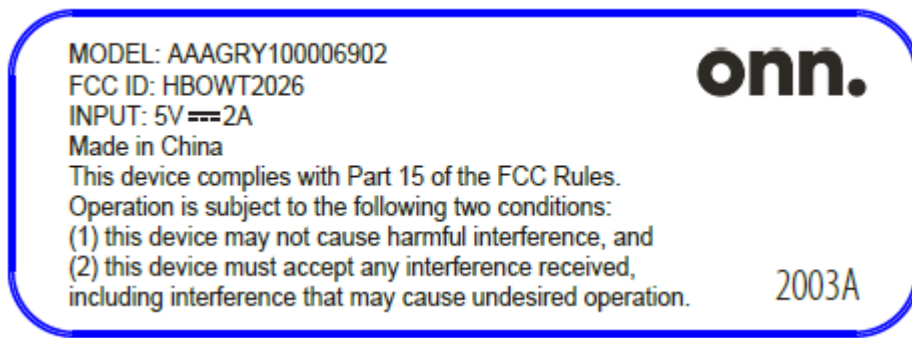 MODEL: AAAGRY100006902
onn.
FCC ID: HBOWT2026
INPUT: 5V⎓2A
Made in China
This device complies with Part 15 of the FCC Rules.
Operation is subject to the following two conditions:
(1) this device may not cause harmful interference, and
(2) this device must accept any interference received,
including interference that may cause undesired operation.
2003A